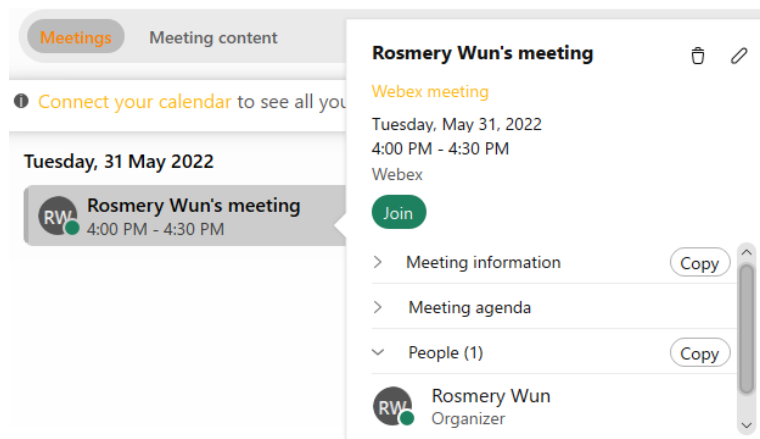 Meetings
Meeting content
Connect your calendar to see all you
Tuesday, 31 May 2022
RW
Rosmery Wun's meeting
4:00 PM - 4:30 PM
Rosmery Wun's meeting
Webex meeting
Tuesday, May 31, 2022
4:00 PM - 4:30 PM
Webex
Join
Meeting information
Copy
Meeting agenda
People (1)
Copy
RW
Rosmery Wun
Organizer